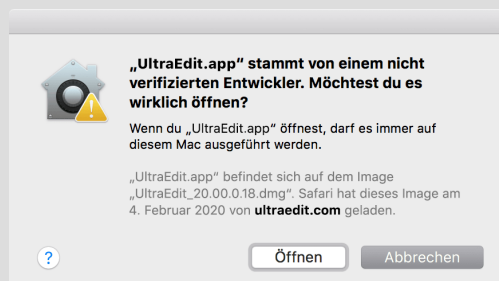 „UltraEdit.app“ stammt von einem nicht
verifizierten Entwickler. Möchtest du es
wirklich öffnen?
Wenn du „UltraEdit.app“ öffnest, darf es immer auf
diesem Mac ausgeführt werden.
„UltraEdit.app“ befindet sich auf dem Image
„UltraEdit_20.00.0.18.dmg“. Safari hat dieses Image am
4. Februar 2020 von ultraedit.com geladen.
?
Öffnen
Abbrechen